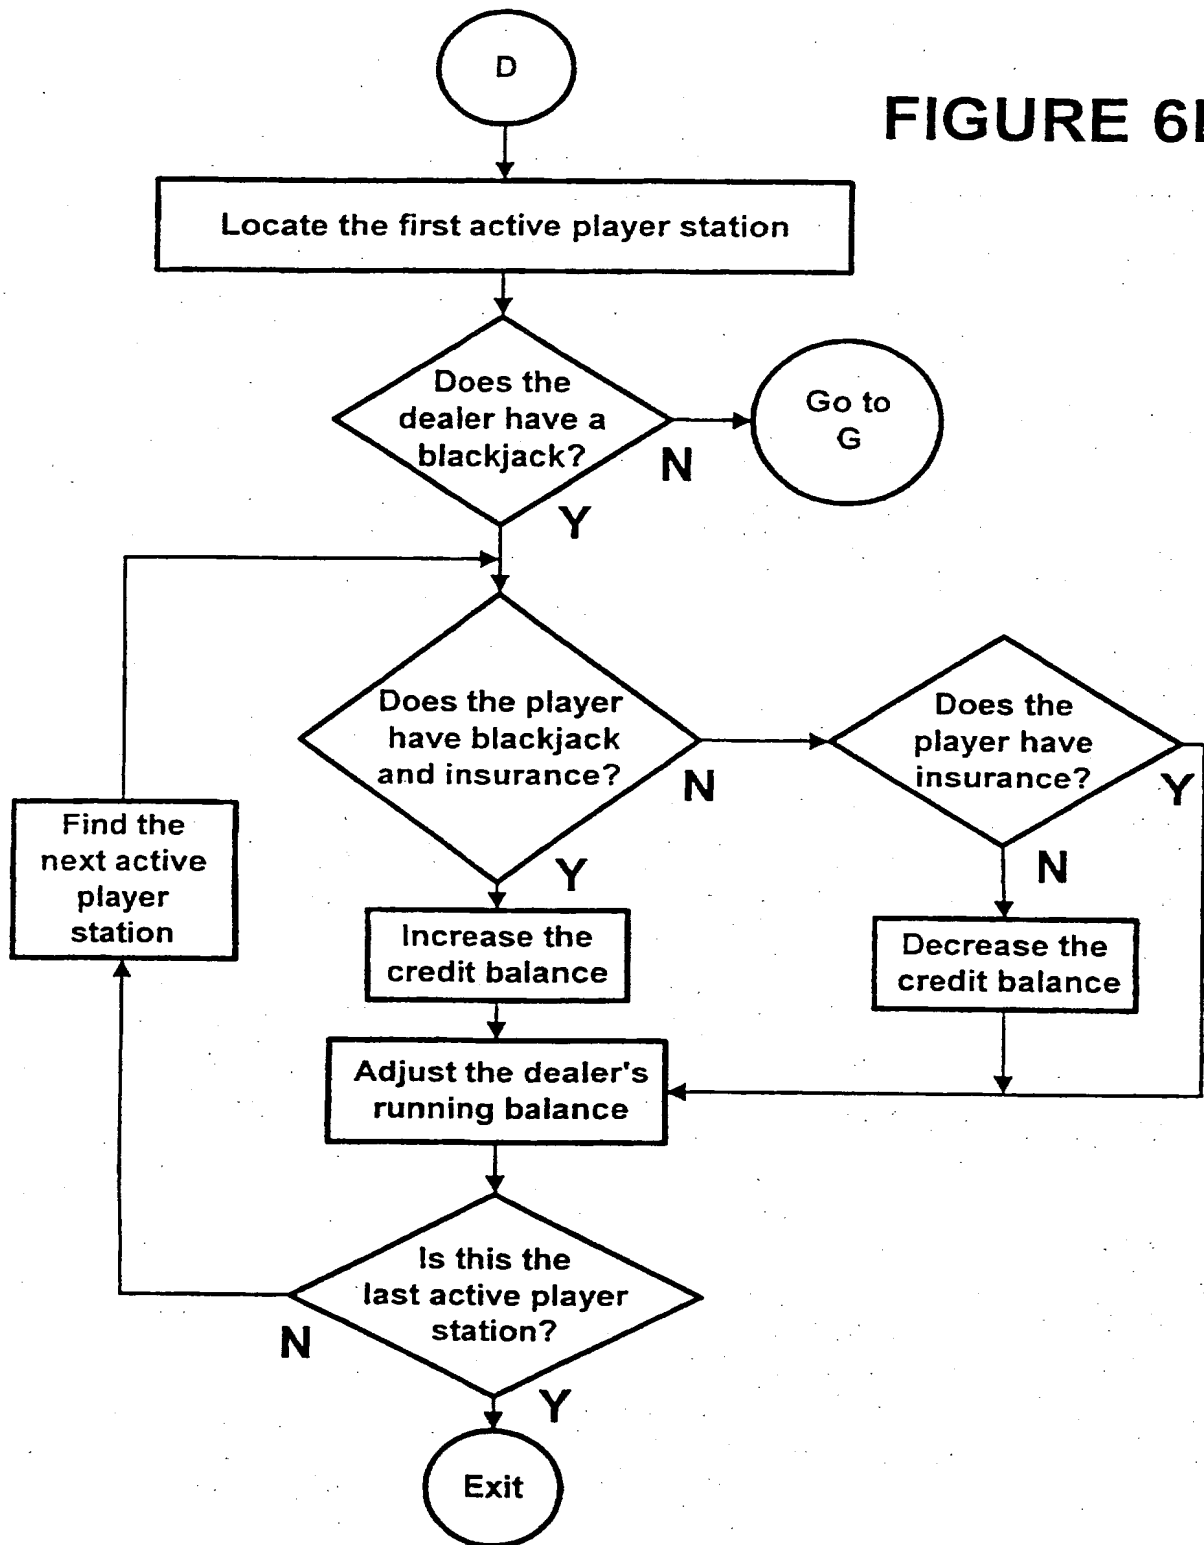 D
FIGURE 6
Locate the first active player station
Does the
dealer have a
blackjack?
N
Go to
G
Y
Does the player
have blackjack
and insurance?
N
Does the
player have
insurance?
Y
Find the
next active
player
station
Y
Increase the
credit balance
N
Decrease the
credit balance
Adjust the dealer's
running balance
Is this the
last active player
station?
N
Y
Exit